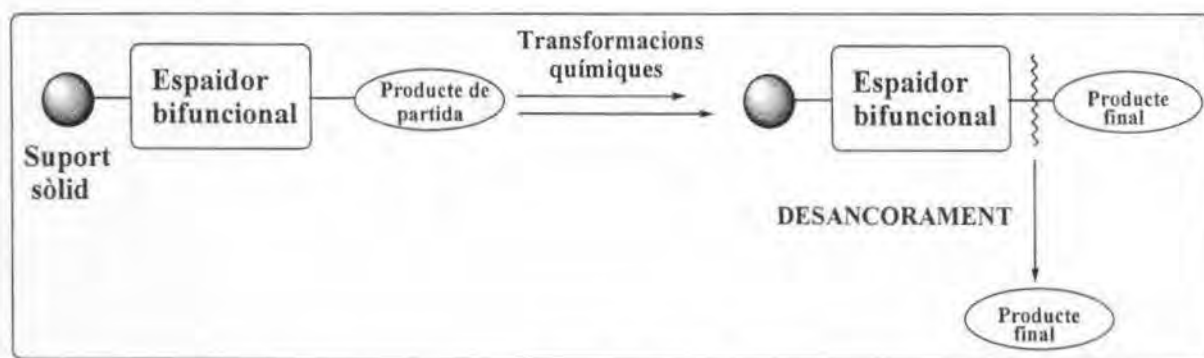 Espaidor
bifuncional
Producte de
partida
Suport
sòlid
Transformacions
químiques
Espaidor
bifuncional
Producte
final
DESANCORAMENT
Producte
final